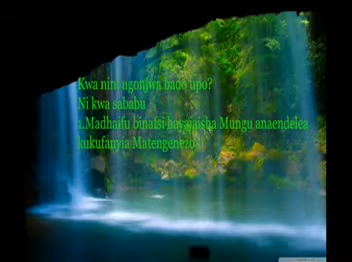 Kwa nini ugonjwa bado upo?
Ni kwa sababu
1.Madhaifu binafsi hayajaisha Mungu anaendelea
kukufanyia Matengenezo